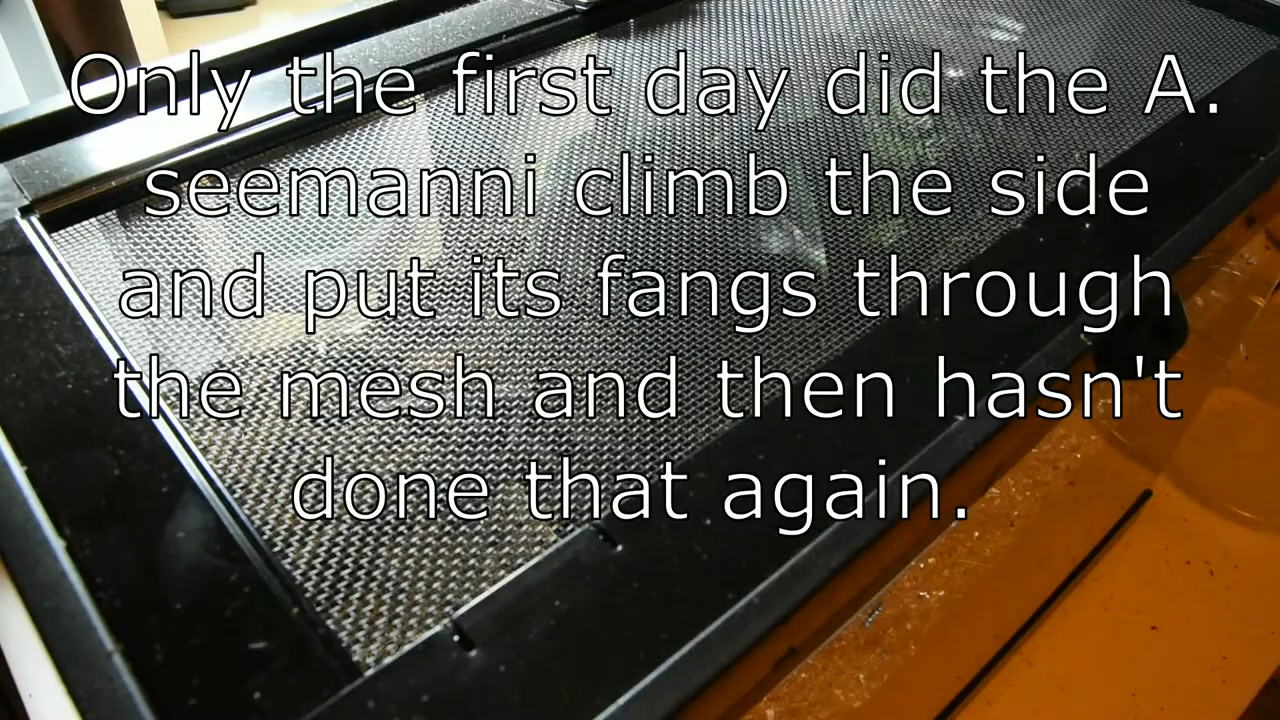 Only the first day did the A.
seemanni climb the side
and put its fangs through
the mesh and then hasn't
done that again.